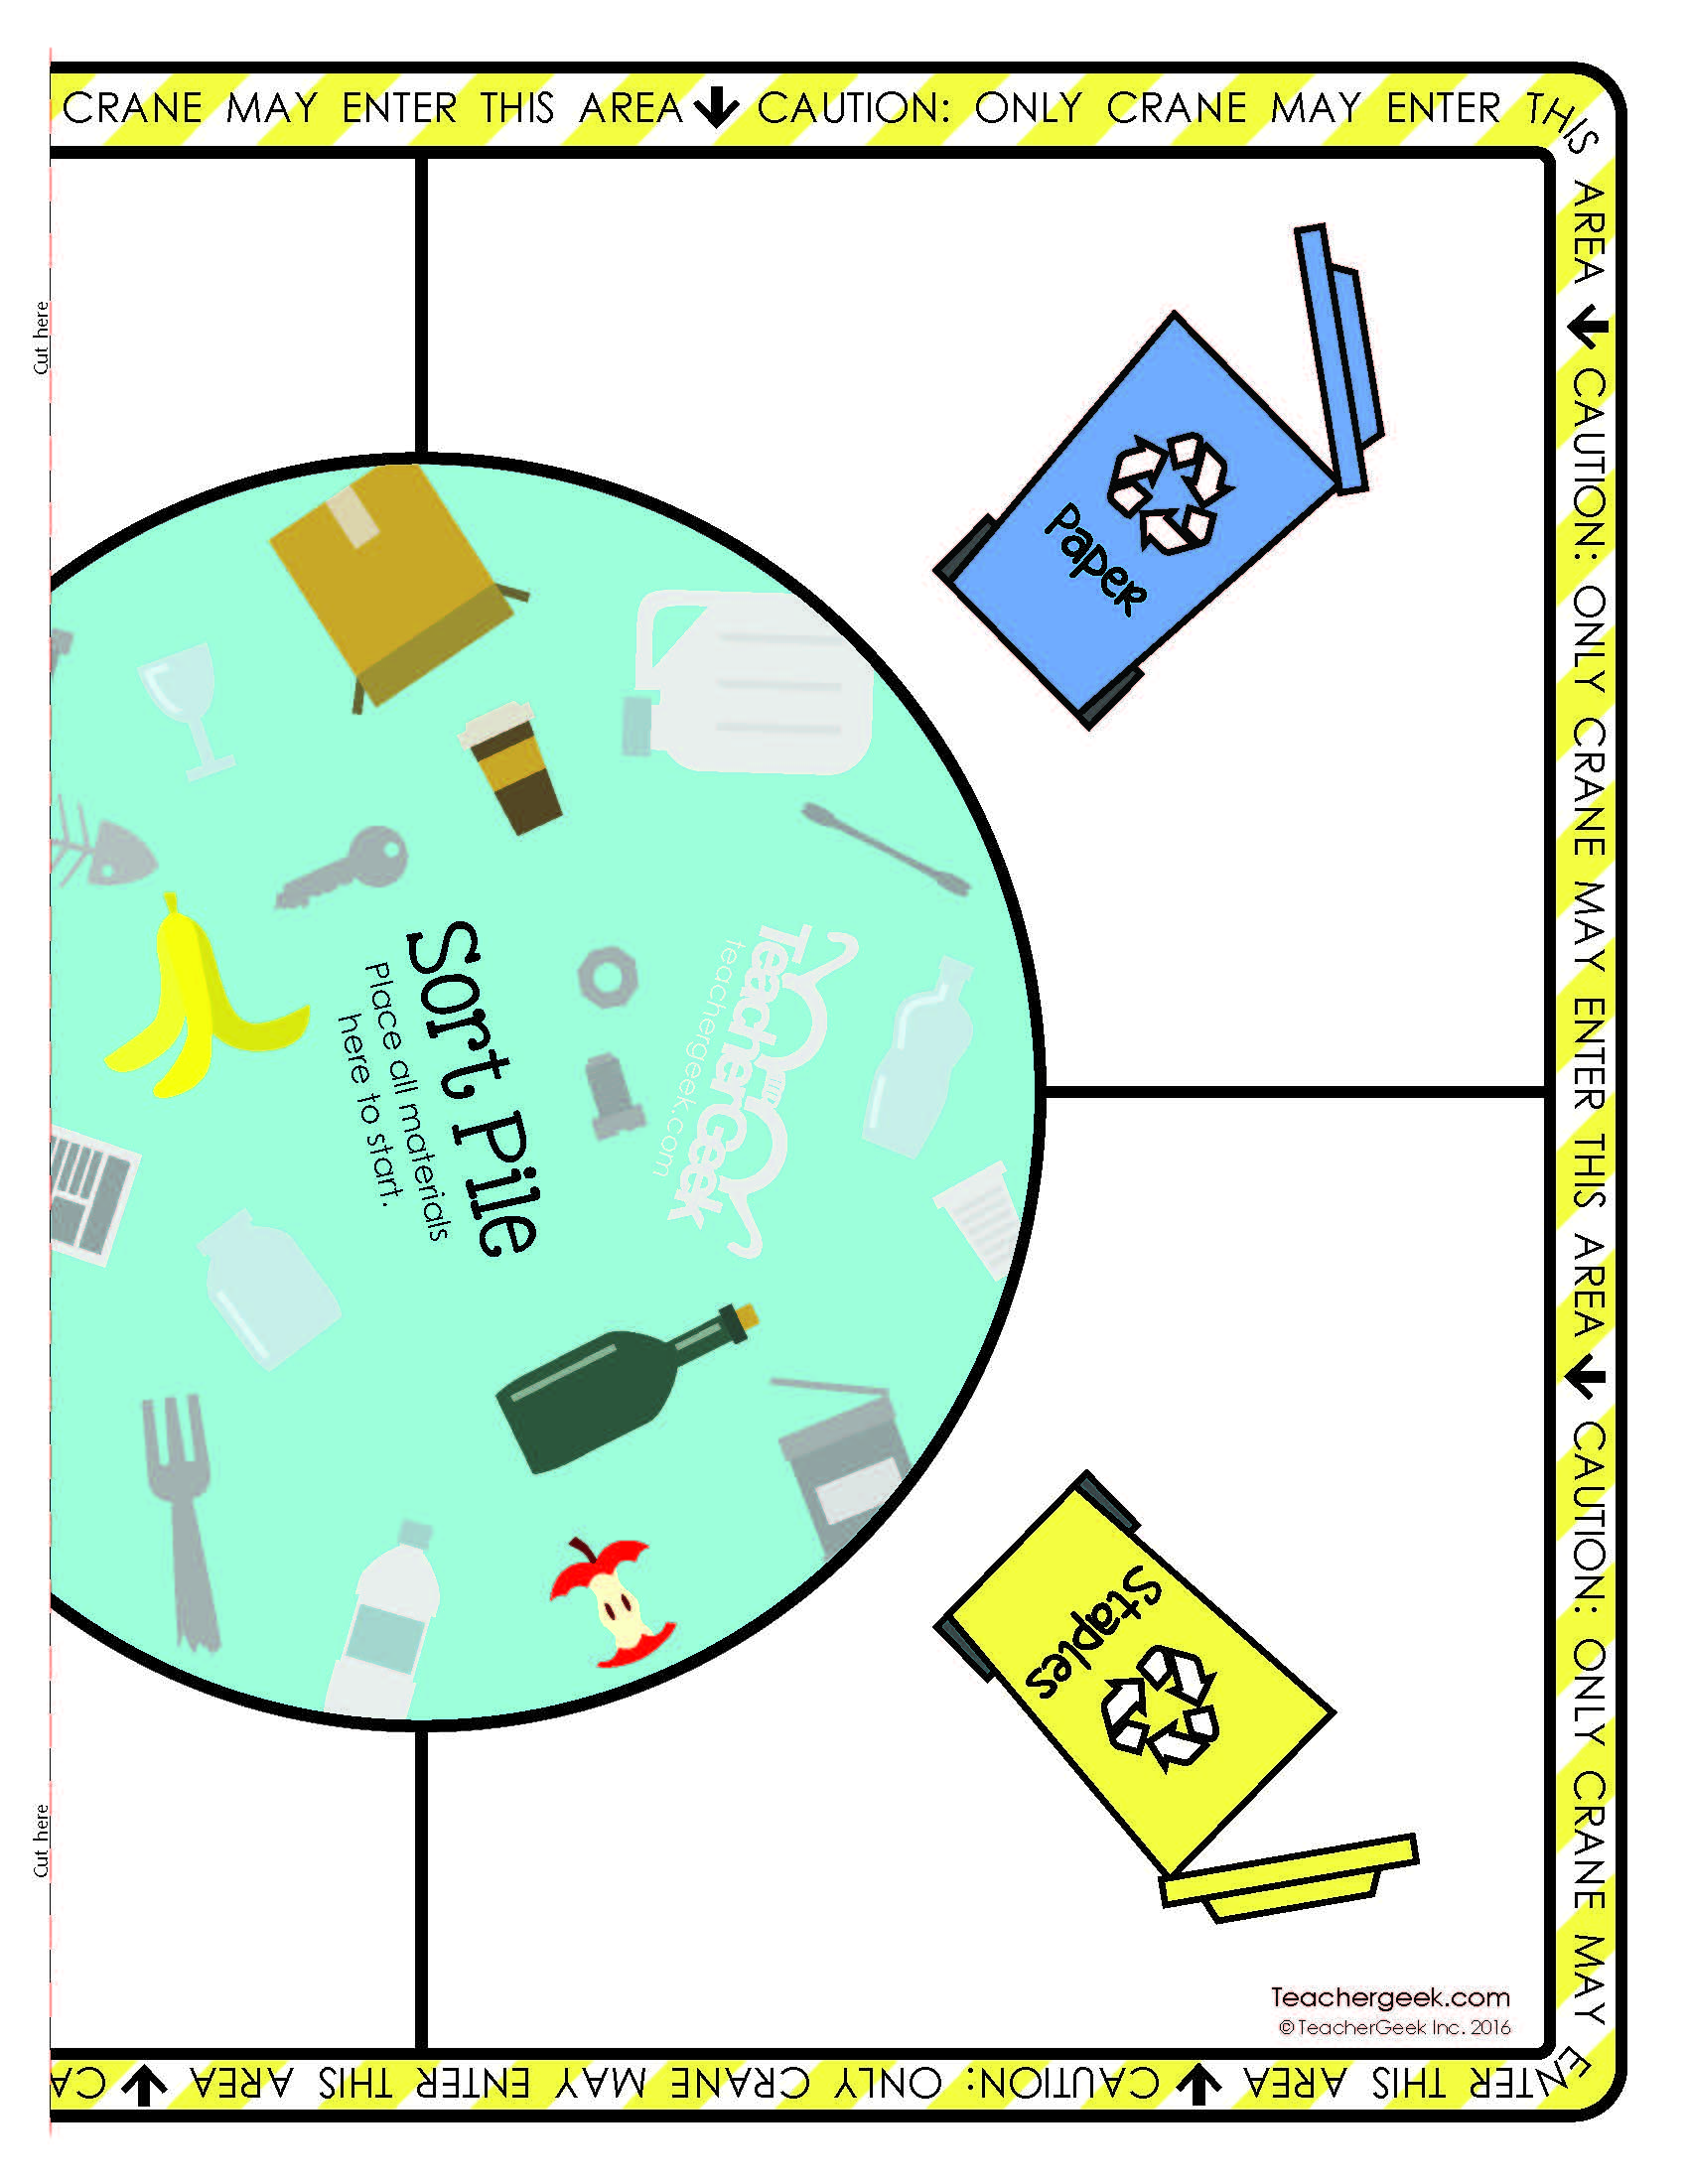 CRANE MAY ENTER THIS AREA ↓ CAUTION: ONLY CRANE MAY ENTER THIS AREA ↓ CAUTION: ONLY CRANE MAY ENTER THIS AREA ↓ CAUTION: ONLY CRANE MAY ENTER THIS AREA ↓ CAUTION: ONLY CRANE MAY ENTER THIS AREA ↓ CA
Cut here
Paper
Sort Pile
Place all materials
here to start.
TeacherGeek
teachergeek.com
Staples
Cut here
Teachergeek.com
© TeacherGeek Inc. 2016